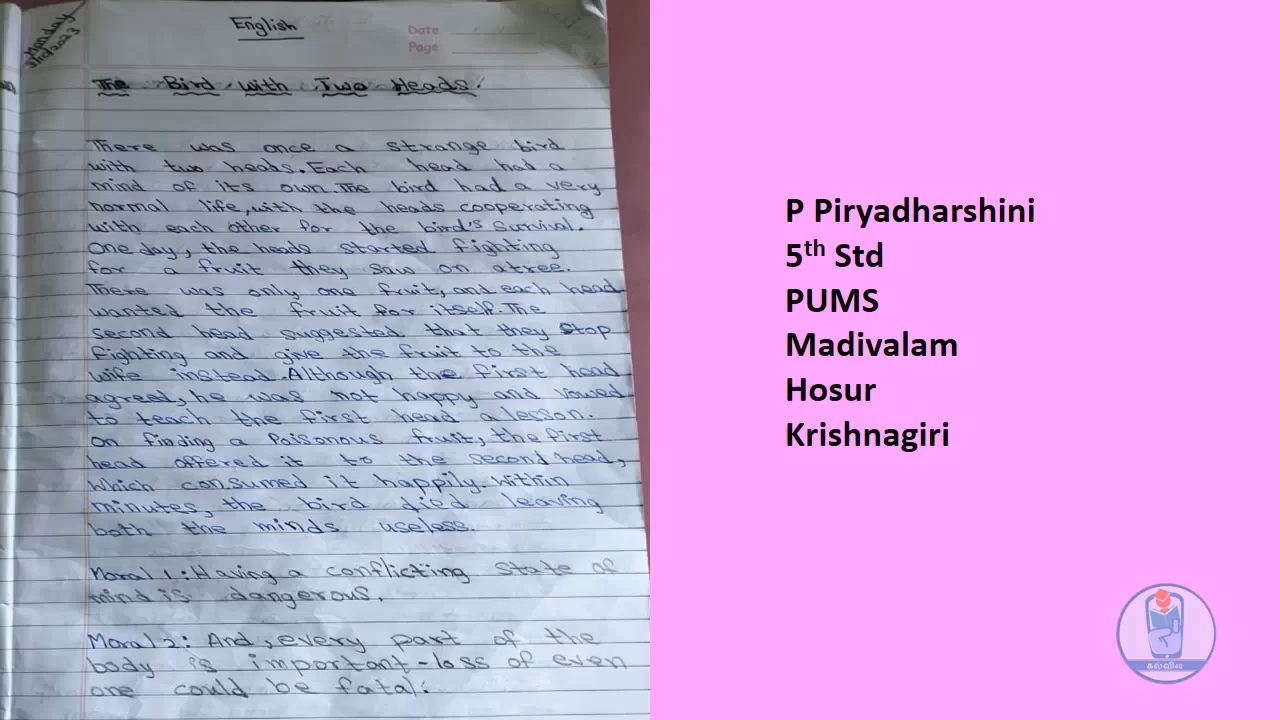 Monday
English
Date
Page
The Bird with Two Heads.
There was once a strange bird
with two heads. Each head had a
mind of its own. The bird had a very
normal life, with the heads cooperating
with each other for the bird's survival.
One day, the heads started fighting
for a fruit they saw on a tree.
There was only one fruit, and each head
wanted the fruit for itself. The
second head suggested that they stop
fighting and give the fruit to the
wife instead. Although the first head
agreed, he was not happy and vowed
to teach the first head a lesson.
On finding a Poisonous fruit, the first
head offered it to the second head,
which consumed it happily. Within
minutes, the bird died leaving
both the minds useless.
Moral 1: Having a conflicting state of
mind is dangerous.
Moral 2: And, every part of the
body is important - loss of even
one could be fatal.
P Piryadharshini
5th Std
PUMS
Madivalam
Hosur
Krishnagiri